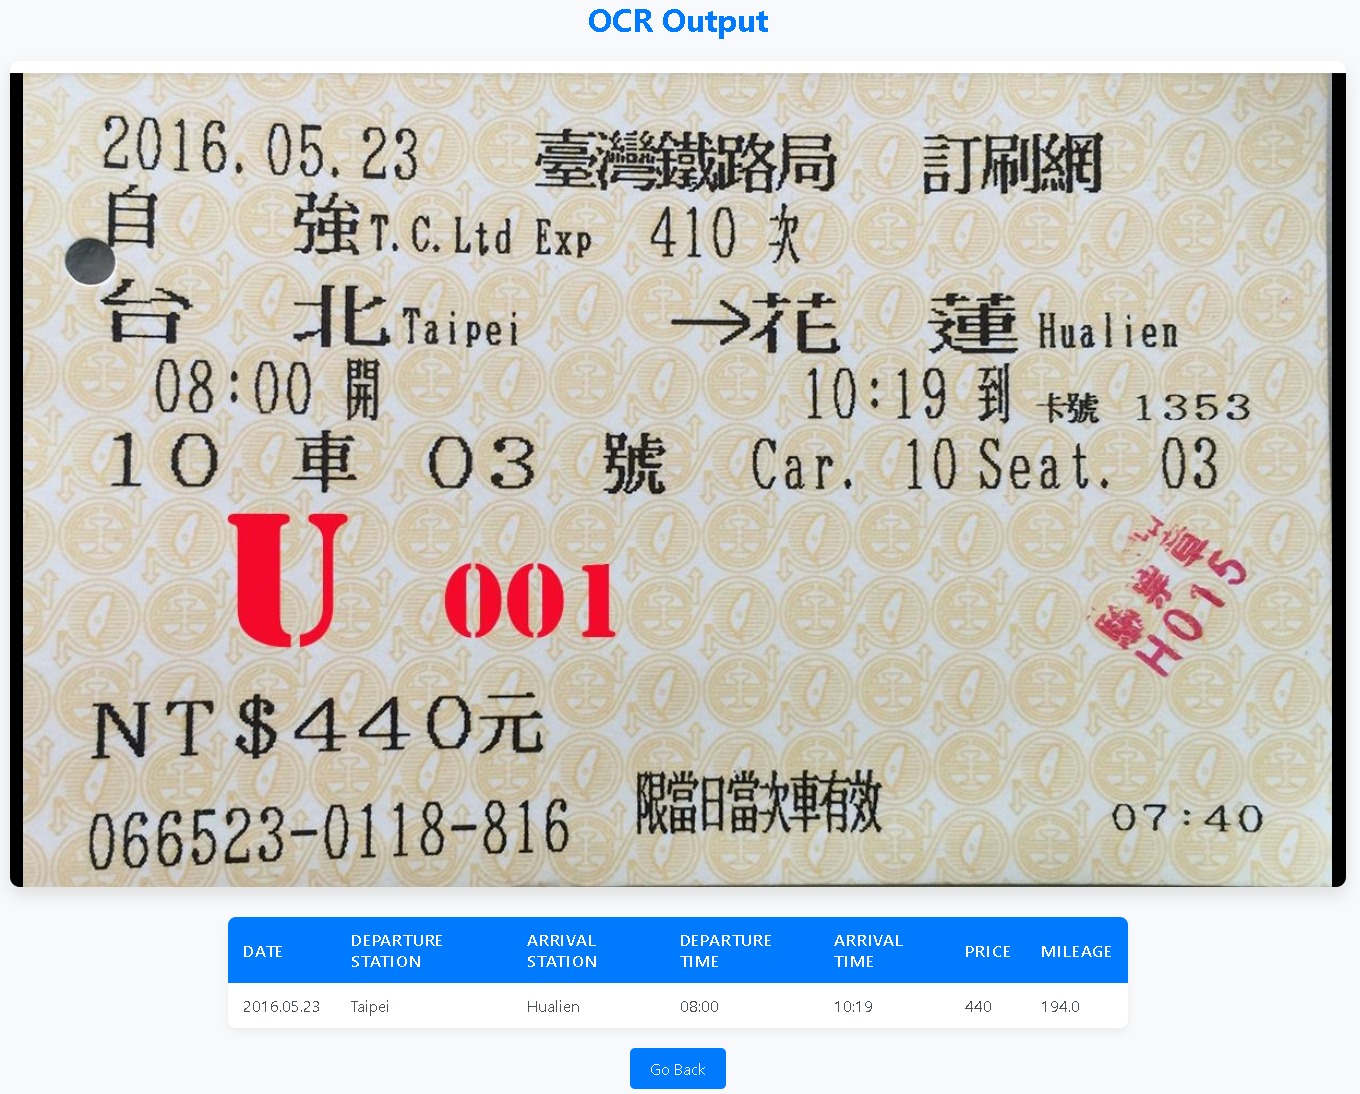 OCR Output
2016.05.23 臺灣鐵路局 訂刷網
自 強 T.C.Ltd Exp 410 次
台 北 Taipei →花 蓮 Hualien
08:00 開 10:19 到 卡號 1353
10 車 03 號 Car. 10 Seat. 03
U 001
H015
NT$440元
066523-0118-816 限當日當次車有效 07:40
DATE DEPARTURE STATION ARRIVAL STATION DEPARTURE TIME ARRIVAL TIME PRICE MILEAGE
2016.05.23 Taipei Hualien 08:00 10:19 440 194.0
Go Back